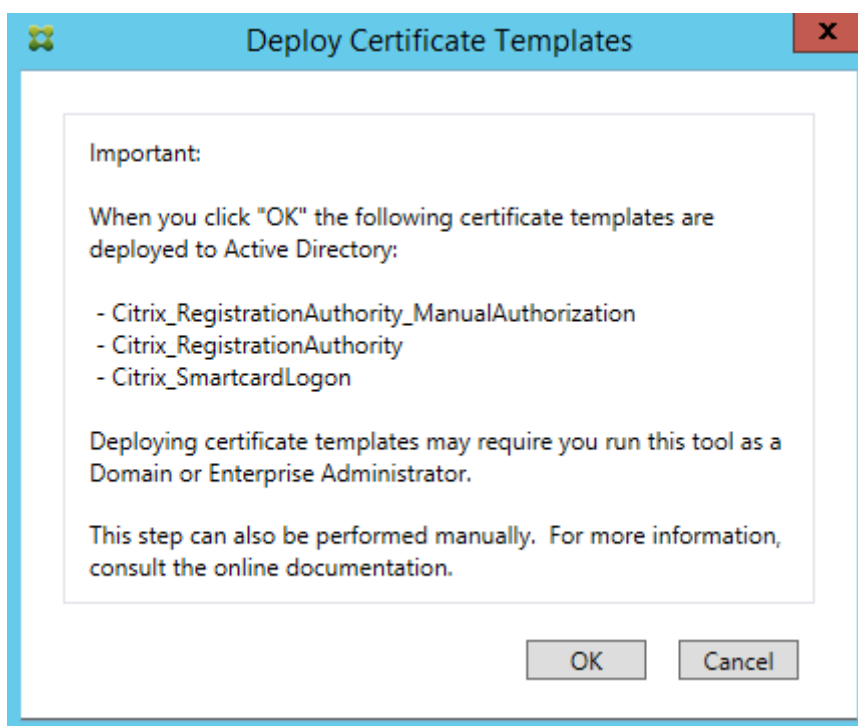 Deploy Certificate Templates
x
Important:
When you click "OK" the following certificate templates are
deployed to Active Directory:
- Citrix_RegistrationAuthority_ManualAuthorization
- Citrix_RegistrationAuthority
- Citrix_SmartcardLogon
Deploying certificate templates may require you run this tool as a
Domain or Enterprise Administrator.
This step can also be performed manually.  For more information,
consult the online documentation.
OK
Cancel